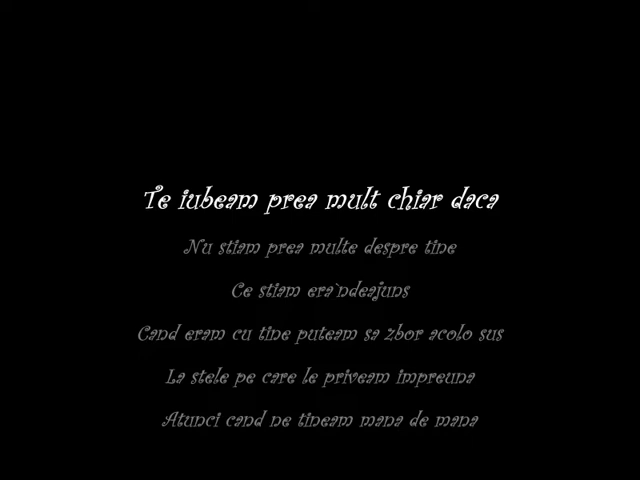 Te iubeam prea mult chiar daca
Nu stiam prea multe despre tine
Ce stiam era`ndeajuns
Cand eram cu tine puteam sa zbor acolo sus
La stele pe care le priveam impreuna
Atunci cand ne tineam mana de mana